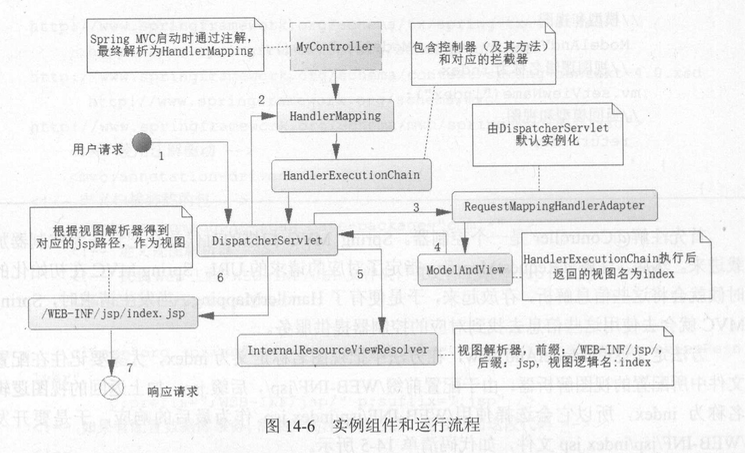 Spring MVC启动时通过注解,
最终解析为HandlerMapping
MyController
包含控制器（及其方法）
和对应的拦截器
2
HandlerMapping
用户请求
1
由DispatcherServlet
默认实例化
HandlerExecutionChain
3
RequestMappingHandlerAdapter
根据视图解析器得到
对应的jsp路径，作为视图
DispatcherServlet
4
6
5
ModelAndView
HandlerExecutionChain执行后
返回的视图名为index
/WEB-INF/jsp/index.jsp
InternalResourceViewResolver
视图解析器，前缀：/WEB-INF/jsp/,
后缀：jsp，视图逻辑名:index
7
响应请求
图 14-6 实例组件和运行流程